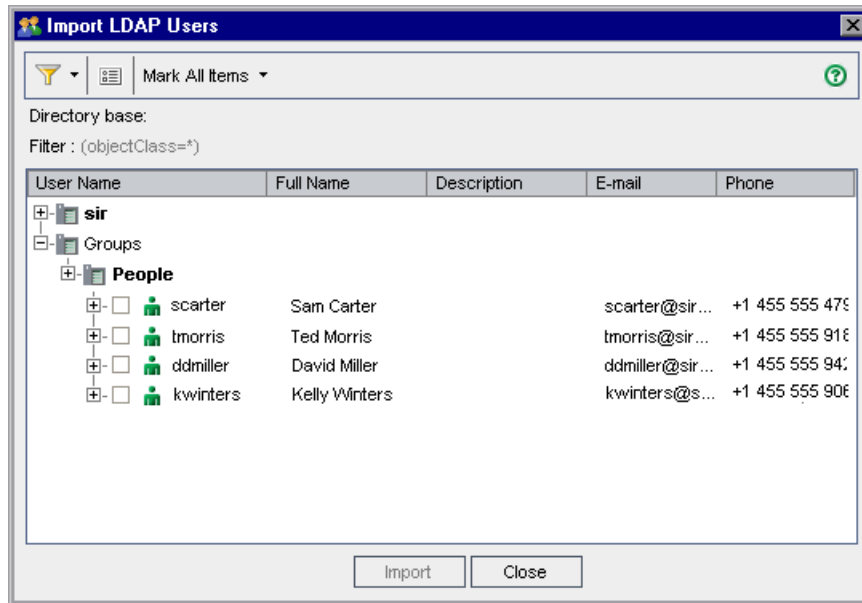 Import LDAP Users
Mark All Items
Directory base:
Filter : (objectClass=*)
User Name Full Name Description E-mail Phone
sir
Groups
People
scarter Sam Carter scarter@sir... +1 455 555 479
tmorris Ted Morris tmorris@sir... +1 455 555 918
ddmiller David Miller ddmiller@sir... +1 455 555 942
kwinters Kelly Winters kwinters@s... +1 455 555 906
Import Close